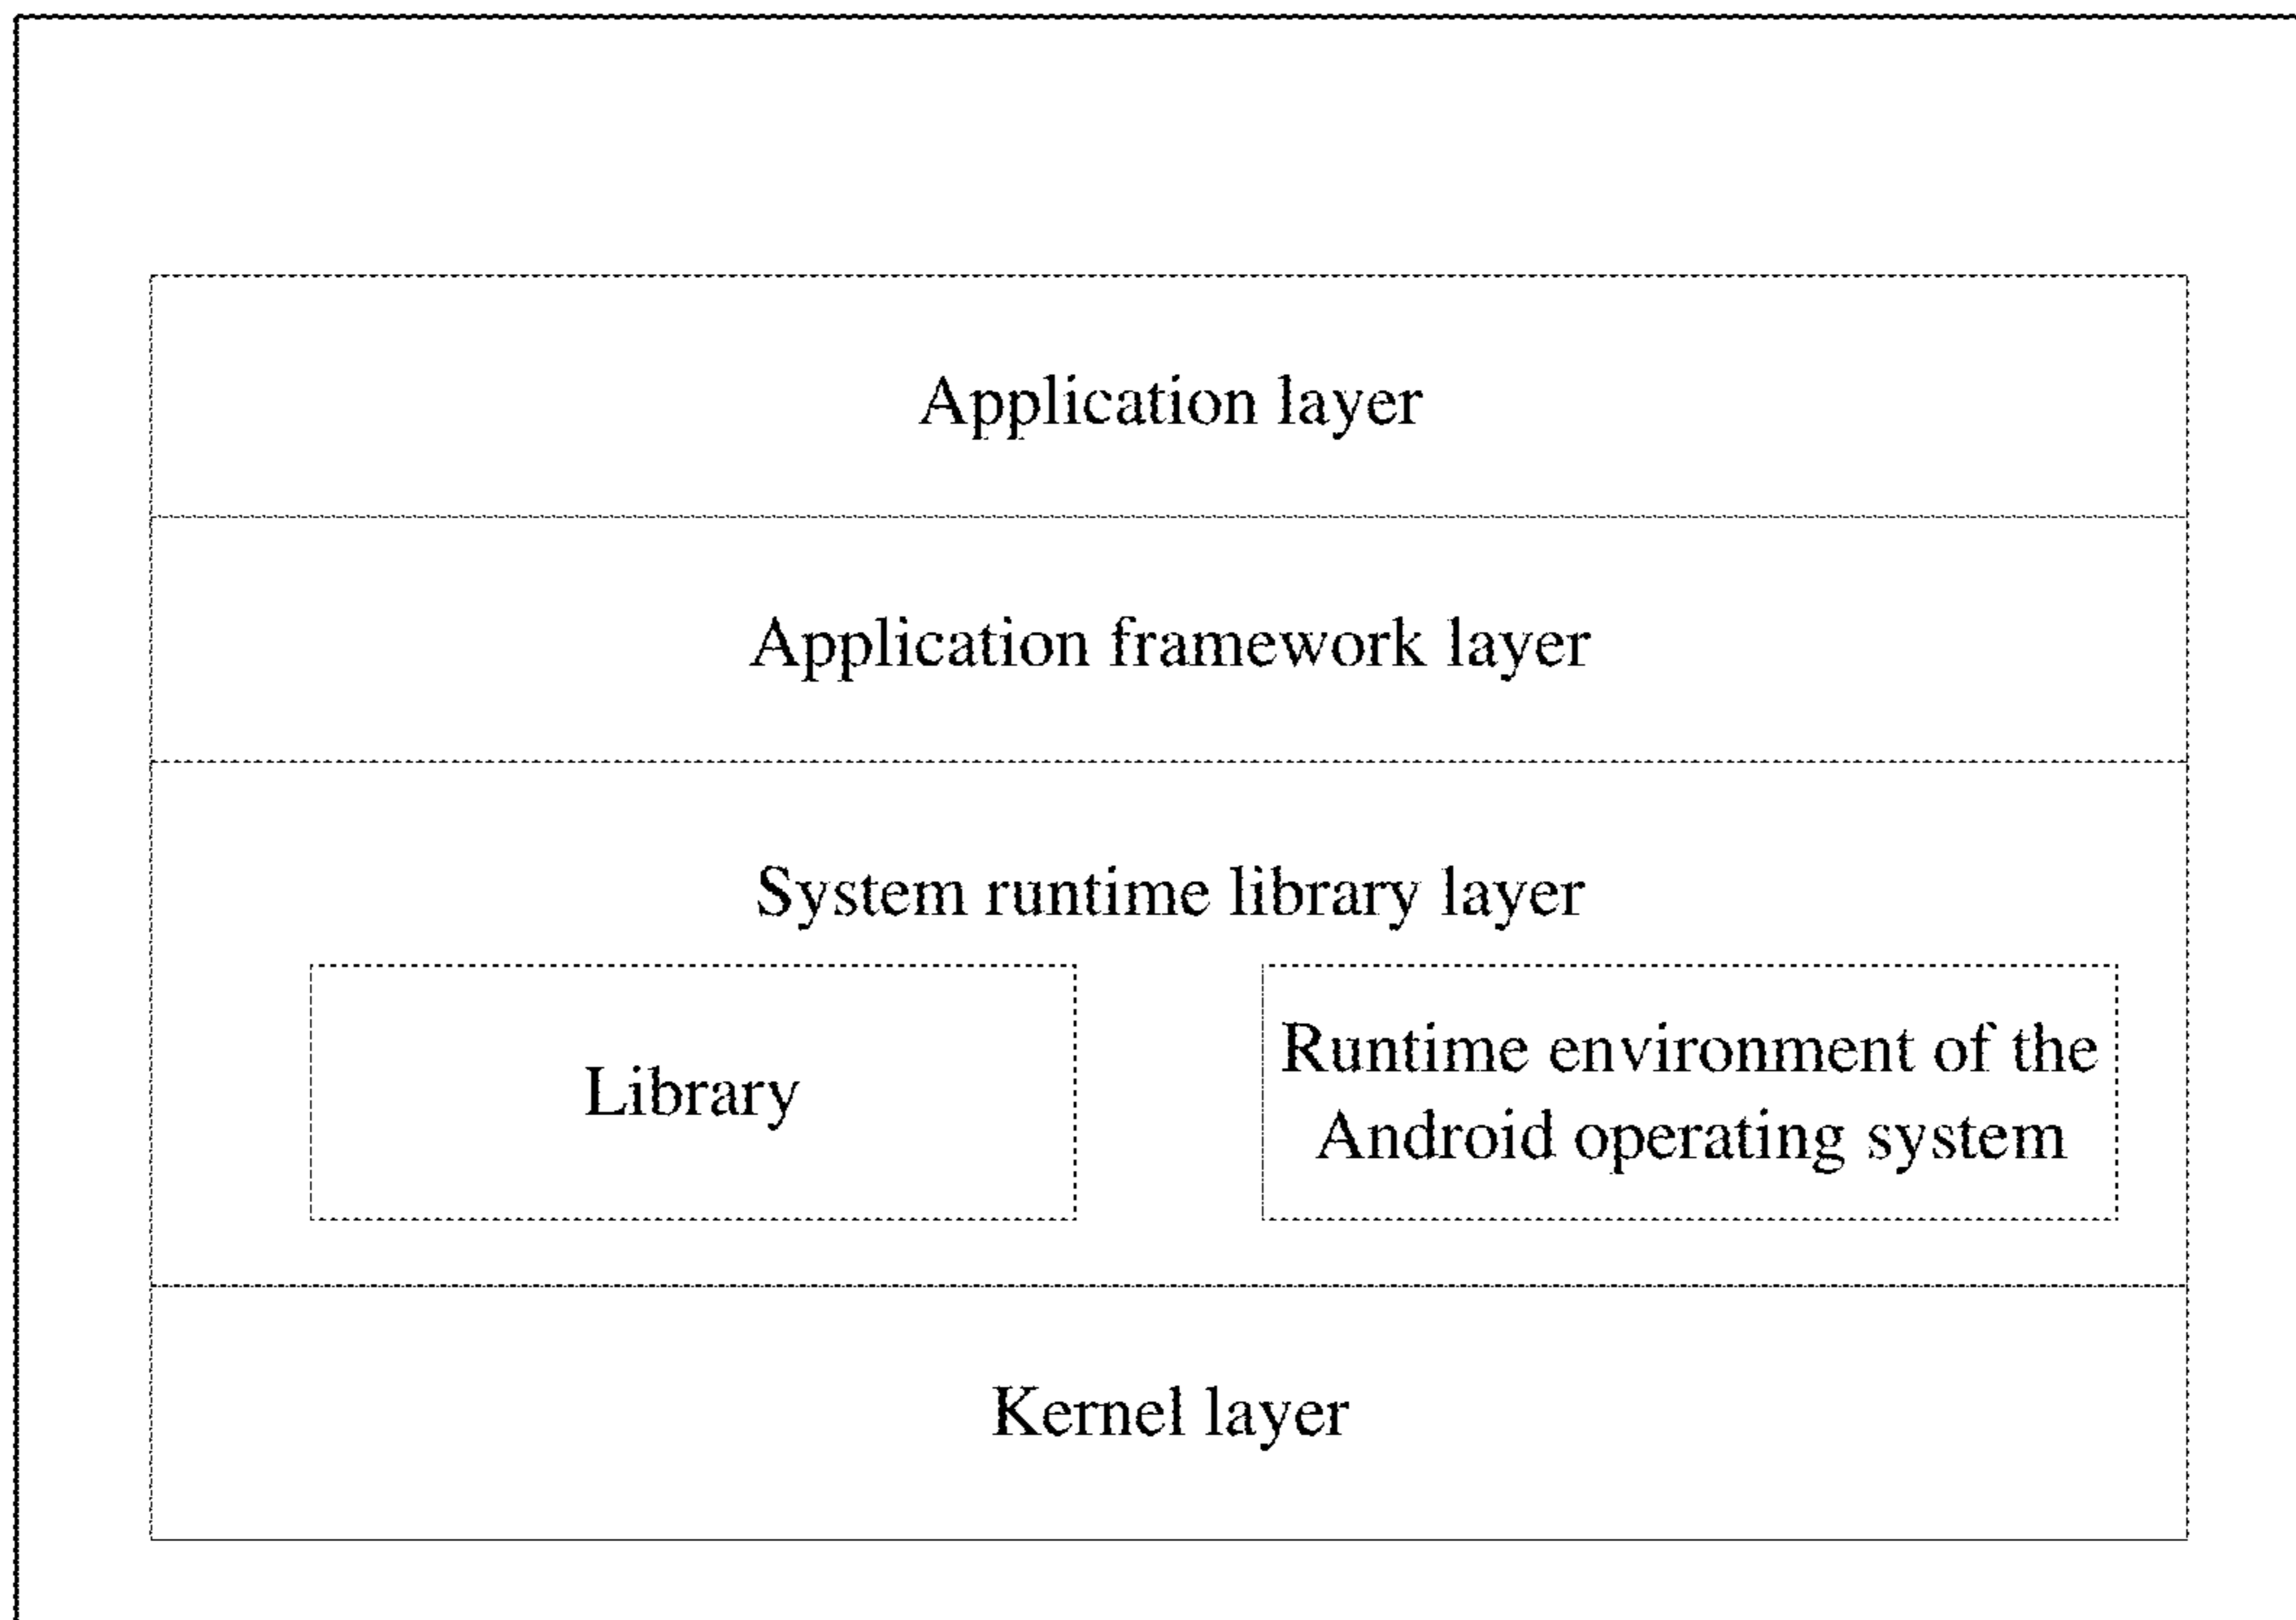 Application layer
Application framework layer
System runtime library layer
Library
Runtime environment of the
Android operating system
Kernel layer